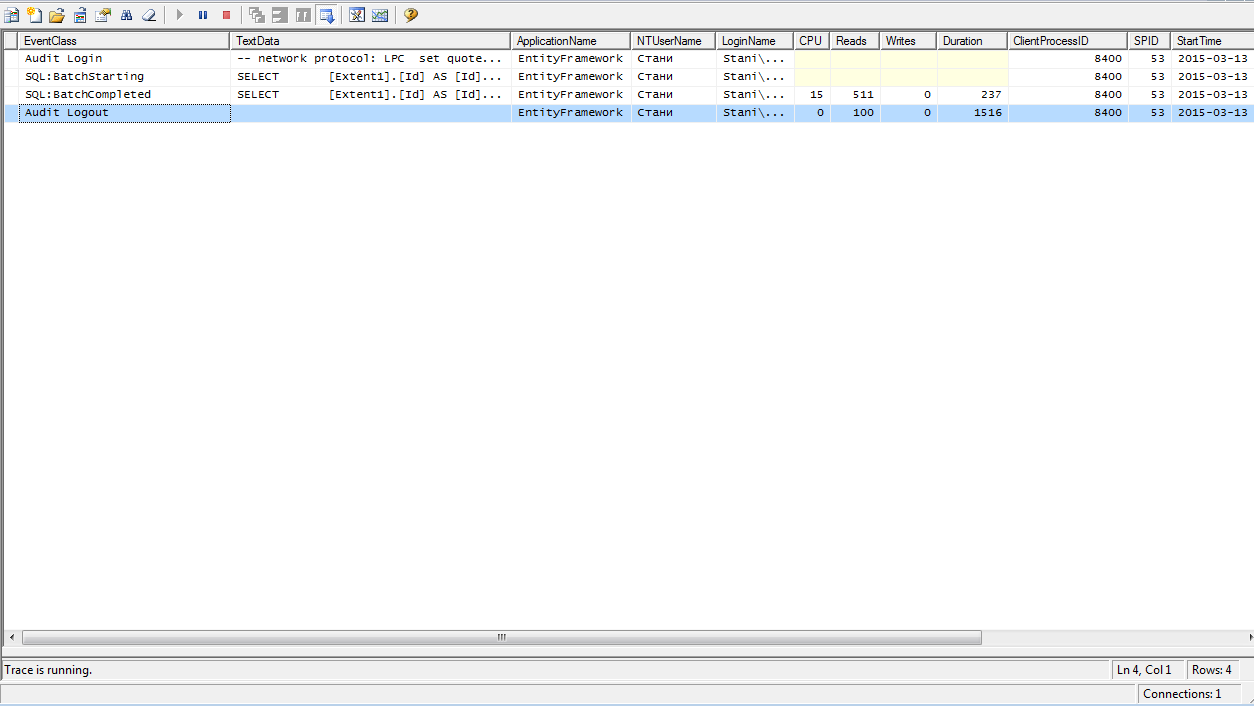 EventClass TextData ApplicationName NTUserName LoginName CPU Reads Writes Duration ClientProcessID SPID StartTime
Audit Login -- network protocol: LPC set quote... EntityFramework Стани Stani\... 8400 53 2015-03-13
SQL:BatchStarting SELECT [Extent1].[Id] AS [Id]... EntityFramework Стани Stani\... 8400 53 2015-03-13
SQL:BatchCompleted SELECT [Extent1].[Id] AS [Id]... EntityFramework Стани Stani\... 15 511 0 237 8400 53 2015-03-13
Audit Logout EntityFramework Стани Stani\... 0 100 0 1516 8400 53 2015-03-13
Trace is running. Ln 4, Col 1 Rows: 4
Connections: 1